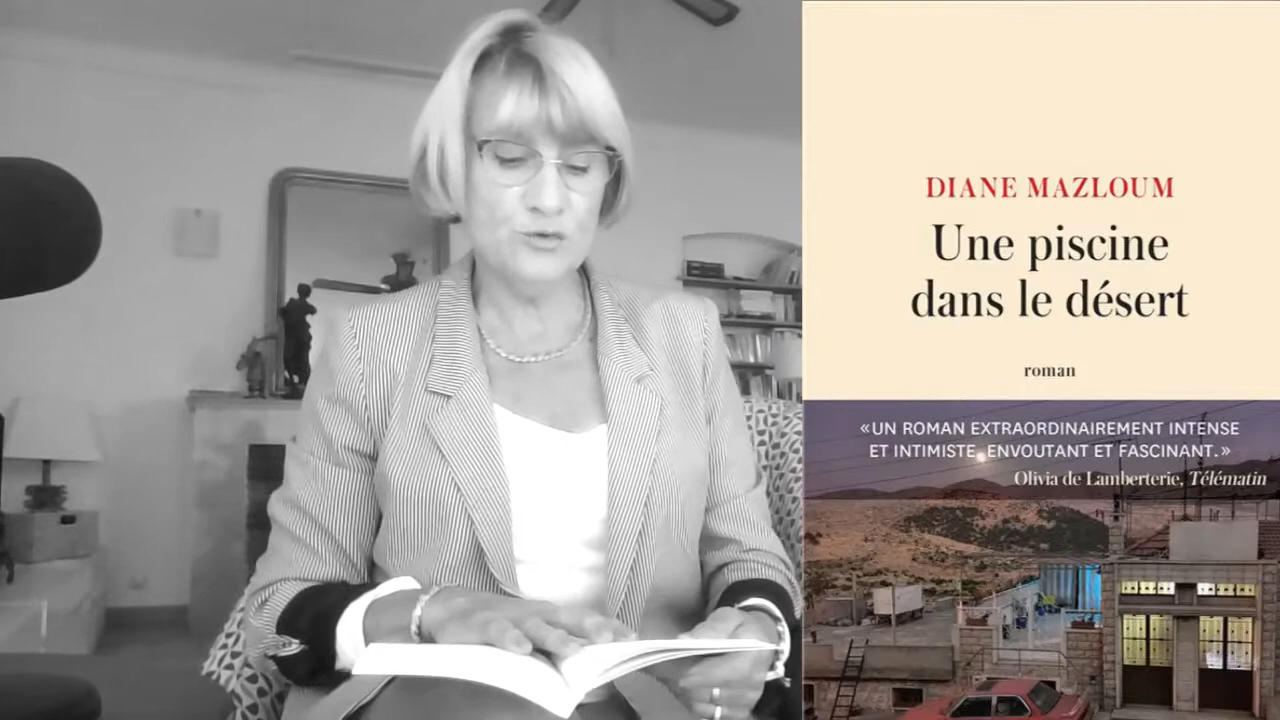 DIANE MAZLOUM
Une piscine
dans le désert
roman
«UN ROMAN EXTRAORDINAIREMENT INTENSE
ET INTIMISTE, ENVOUTANT ET FASCINANT.»
Olivia de Lamberterie, Télématin